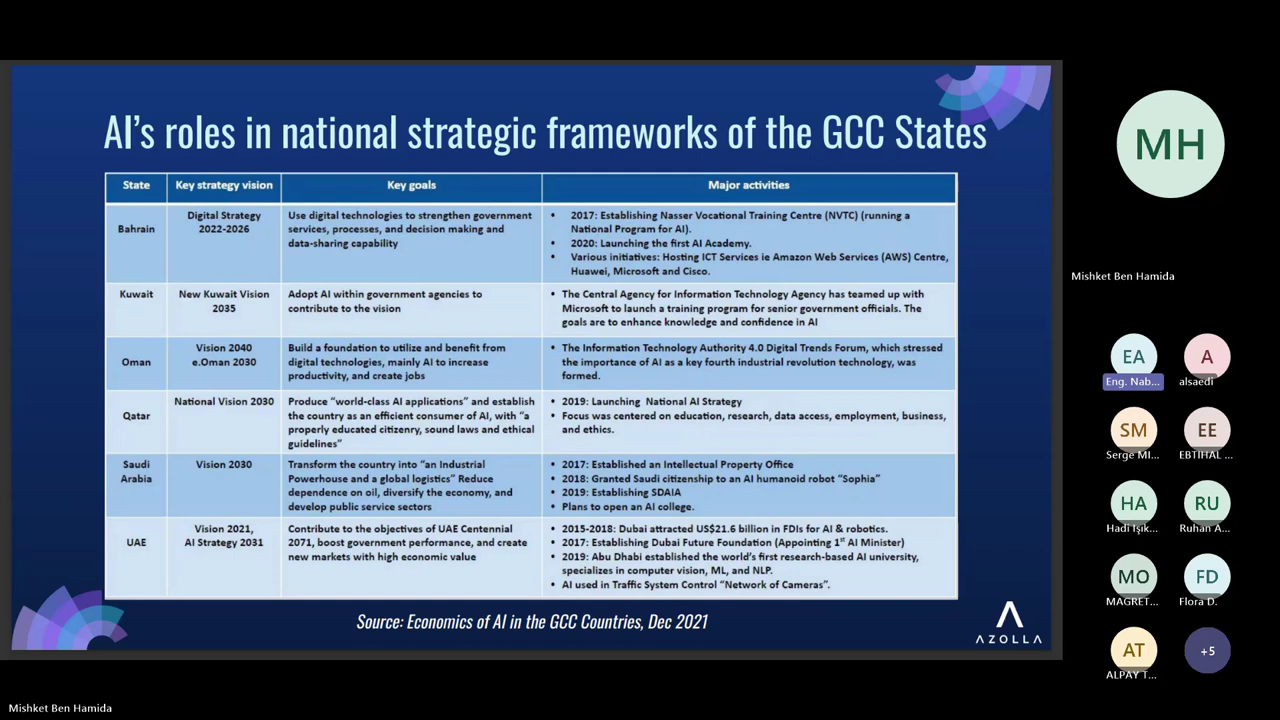 AI's roles in national strategic frameworks of the GCC States
State
Key strategy vision
Key goals
Major activities
Bahrain
Digital Strategy
2022-2026
Use digital technologies to strengthen government
services, processes, and decision making and
data-sharing capability
• 2017: Establishing Nasser Vocational Training Centre (NVTC) (running a
National Program for AI).
• 2020: Launching the first AI Academy.
• Various initiatives: Hosting ICT Services ie Amazon Web Services (AWS) Centre,
Huawei, Microsoft and Cisco.
Kuwait
New Kuwait Vision
2035
Adopt AI within government agencies to
contribute to the vision
• The Central Agency for Information Technology Agency has teamed up with
Microsoft to launch a training program for senior government officials. The
goals are to enhance knowledge and confidence in AI
Oman
Vision 2040
e.Oman 2030
Build a foundation to utilize and benefit from
digital technologies, mainly AI to increase
productivity, and create jobs
• The Information Technology Authority 4.0 Digital Trends Forum, which stressed
the importance of AI as a key fourth industrial revolution technology, was
formed.
Qatar
National Vision 2030
Produce “world-class AI applications” and establish
the country as an efficient consumer of AI, with “a
properly educated citizenry, sound laws and ethical
guidelines”
• 2019: Launching National AI Strategy
• Focus was centered on education, research, data access, employment, business,
and ethics.
Saudi
Arabia
Vision 2030
Transform the country into “an Industrial
Powerhouse and a global logistics” Reduce
dependence on oil, diversify the economy, and
develop public service sectors
• 2017: Established an Intellectual Property Office
• 2018: Granted Saudi citizenship to an AI humanoid robot “Sophia”
• 2019: Establishing SDAIA
• Plans to open an AI college.
UAE
Vision 2021,
AI Strategy 2031
Contribute to the objectives of UAE Centennial
2071, boost government performance, and create
new markets with high economic value
• 2015-2018: Dubai attracted US$21.6 billion in FDIs for AI & robotics.
• 2017: Establishing Dubai Future Foundation (Appointing 1st AI Minister)
• 2019: Abu Dhabi established the world's first research-based AI university,
specializes in computer vision, ML, and NLP.
• AI used in Traffic System Control “Network of Cameras”.
Source: Economics of AI in the GCC Countries, Dec 2021
AZOLLA
MH
Mishket Ben Hamida
EA
Eng. Nab...
A
alsaedi
SM
Serge MI...
EE
EBTIHAL ...
HA
Hadi Işık...
RU
Ruhan A...
MO
MAGRET...
FD
Flora D.
AT
ALPAY T...
+5
Mishket Ben Hamida